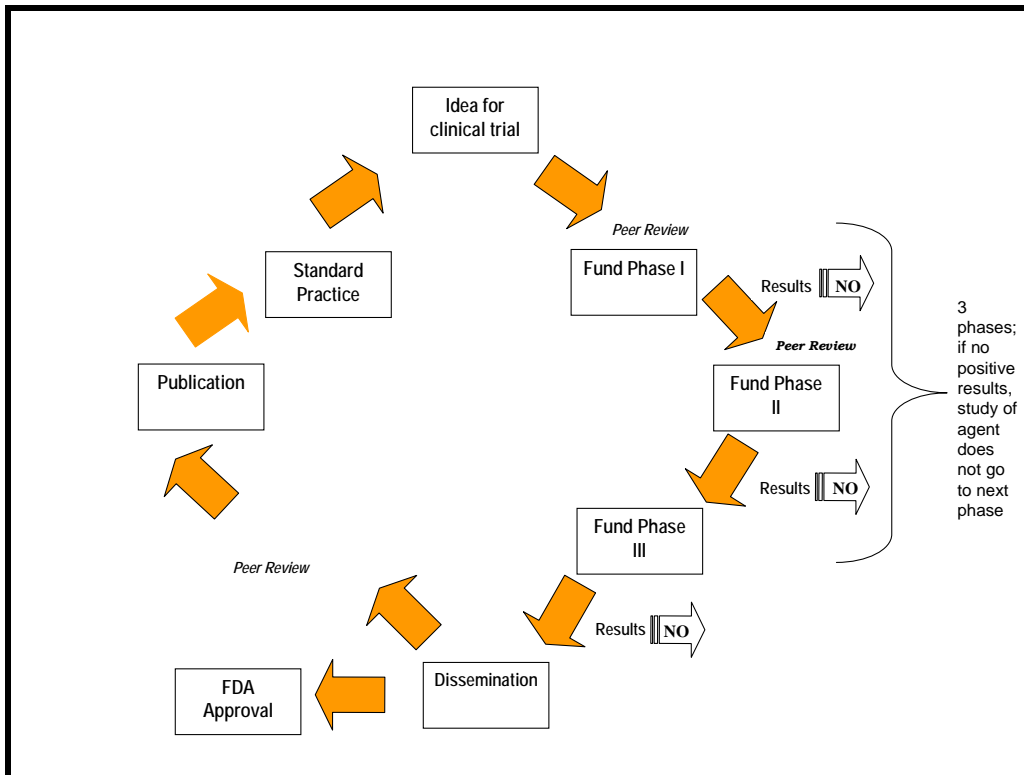 Idea for
clinical trial
Peer Review
Fund Phase I
Results NO
Peer Review
Fund Phase
II
Results NO
Fund Phase
III
Results NO
3
phases;
if no
positive
results,
study of
agent
does
not go
to next
phase
Dissemination
FDA
Approval
Peer Review
Publication
Standard
Practice